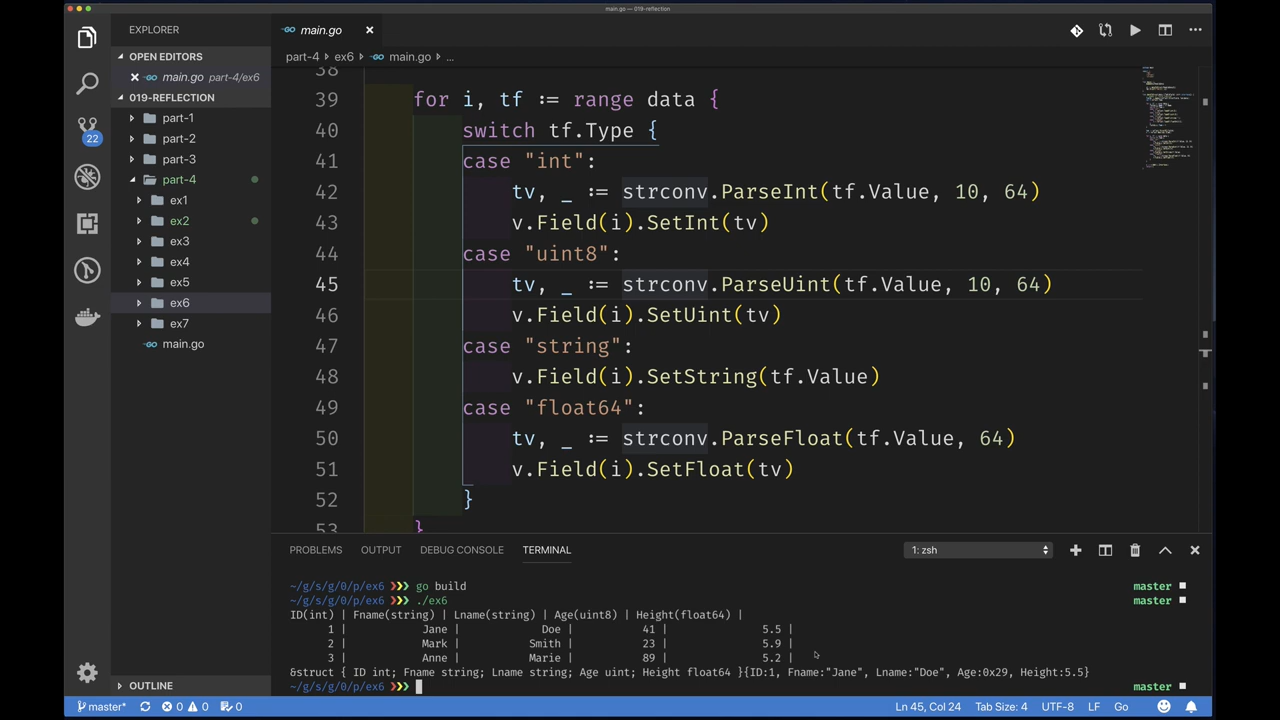 main.go — 019-reflection
EXPLORER
main.go
OPEN EDITORS
main.go part-4/ex6
019-REFLECTION
part-1
part-2
part-3
part-4
ex1
ex2
ex3
ex4
ex5
ex6
ex7
main.go
22
OUTLINE
part-4 › ex6 › main.go › ...
38
39 for i, tf := range data {
40 switch tf.Type {
41 case "int":
42 tv, _ := strconv.ParseInt(tf.Value, 10, 64)
43 v.Field(i).SetInt(tv)
44 case "uint8":
45 tv, _ := strconv.ParseUint(tf.Value, 10, 64)
46 v.Field(i).SetUint(tv)
47 case "string":
48 v.Field(i).SetString(tf.Value)
49 case "float64":
50 tv, _ := strconv.ParseFloat(tf.Value, 64)
51 v.Field(i).SetFloat(tv)
52 }
53 }
PROBLEMS OUTPUT DEBUG CONSOLE TERMINAL 1: zsh
~/g/s/g/0/p/ex6 ❯❯❯ go build master
~/g/s/g/0/p/ex6 ❯❯❯ ./ex6 master
ID(int) | Fname(string) | Lname(string) | Age(uint8) | Height(float64) |
1 | Jane | Doe | 41 | 5.5 |
2 | Mark | Smith | 23 | 5.9 |
3 | Anne | Marie | 89 | 5.2 |
&struct { ID int; Fname string; Lname string; Age uint; Height float64 }{ID:1, Fname:"Jane", Lname:"Doe", Age:0x29, Height:5.5}
~/g/s/g/0/p/ex6 ❯❯❯ master
master* 0 0 0 Ln 45, Col 24 Tab Size: 4 UTF-8 LF Go